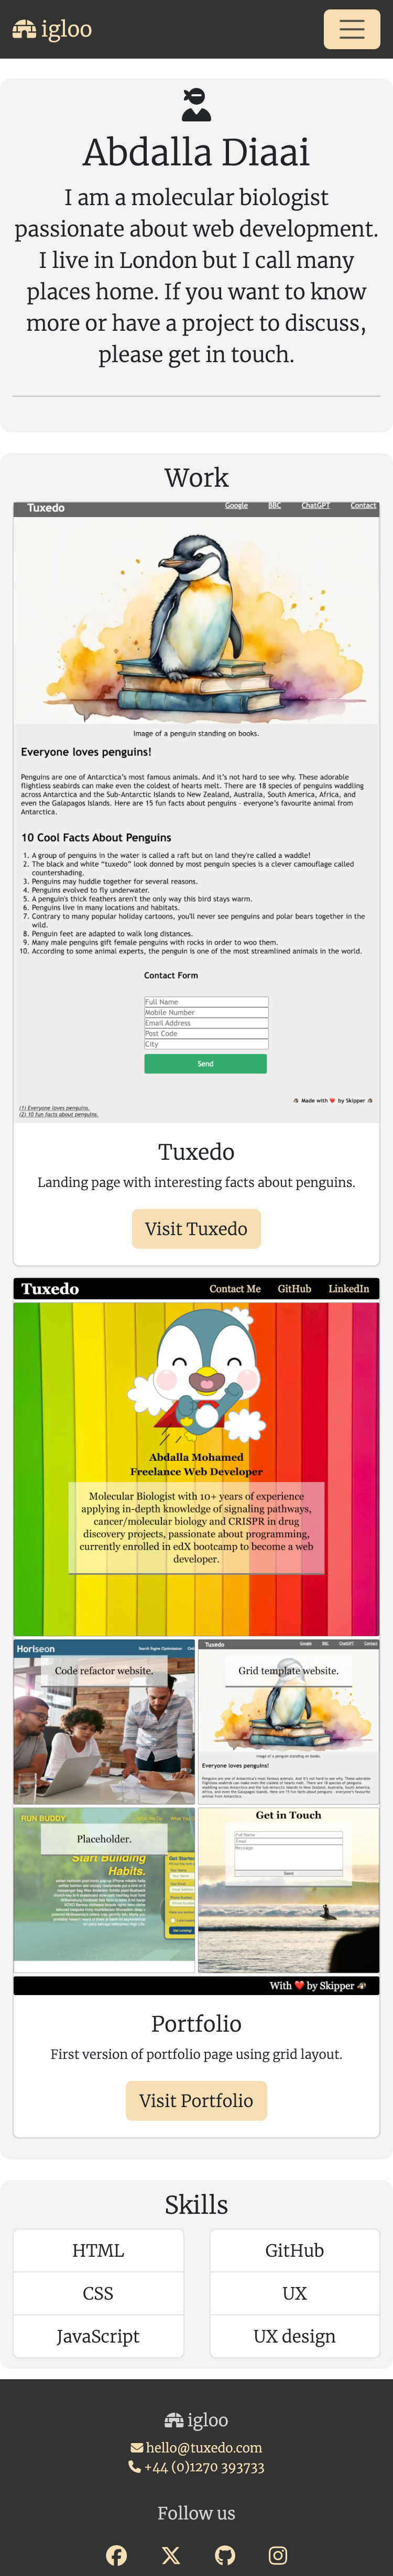 igloo
Abdalla Diaai
I am a molecular biologist
passionate about web development.
I live in London but I call many
places home. If you want to know
more or have a project to discuss,
please get in touch.
Work
Tuxedo Google BBC ChatGPT Contact
Image of a penguin standing on books.
Everyone loves penguins!
Penguins are one of Antarctica's most famous animals. And it's not hard to see why. These adorable
flightless seabirds can make even the coldest of hearts melt. There are 18 species of penguins waddling
across Antarctica and the Sub-Antarctic Islands to New Zealand, Australia, South America, Africa, and
even the Galapagos Islands. Here are 15 fun facts about penguins – everyone's favourite animal from
Antarctica.
10 Cool Facts About Penguins
1. A group of penguins in the water is called a raft but on land they're called a waddle!
2. The black and white "tuxedo" look donned by most penguin species is a clever camouflage called
countershading.
3. Penguins may huddle together for several reasons.
4. Penguins evolved to fly underwater.
5. A penguin's thick feathers aren't the only way this bird stays warm.
6. Penguins live in many locations and habitats.
7. Contrary to many popular holiday cartoons, you'll never see penguins and polar bears together in the
wild.
8. Penguin feet are adapted to walk long distances.
9. Many male penguins gift female penguins with rocks in order to woo them.
10. According to some animal experts, the penguin is one of the most streamlined animals in the world.
Contact Form
Full Name
Mobile Number
Email Address
Post Code
City
Send
Made with ❤️ by Skipper
(1) Everyone loves penguins.
(2) 10 fun facts about penguins.
Tuxedo
Landing page with interesting facts about penguins.
Visit Tuxedo
Tuxedo Contact Me GitHub LinkedIn
Abdalla Mohamed
Freelance Web Developer
Molecular Biologist with 10+ years of experience
applying in-depth knowledge of signaling pathways,
cancer/molecular biology and CRISPR in drug
discovery projects, passionate about programming,
currently enrolled in edX bootcamp to become a web
developer.
Horiseon Search Engine Optimization
Code refactor website.
Tuxedo Google BBC ChatGPT Contact
Grid template website.
Image of a penguin standing on books.
Everyone loves penguins!
RUN BUDDY
Placeholder.
Start Building
Habits.
Get in Touch
Full Name
Email
Message
Send
With ❤️ by Skipper
Portfolio
First version of portfolio page using grid layout.
Visit Portfolio
Skills
HTML
CSS
JavaScript
GitHub
UX
UX design
igloo
hello@tuxedo.com
+44 (0)1270 393733
Follow us